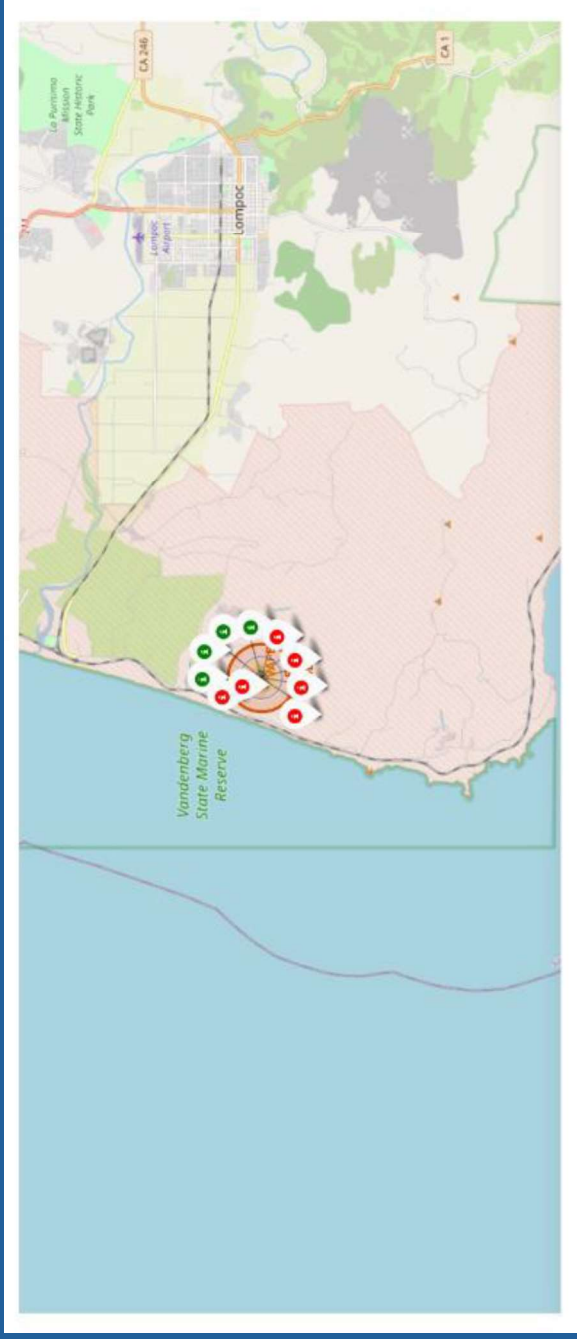 CA 246
CA 1
La Purisima
Mission
State Historic
Park
Lompoc
Airport
Lompoc
Vandenberg
State Marine
Reserve